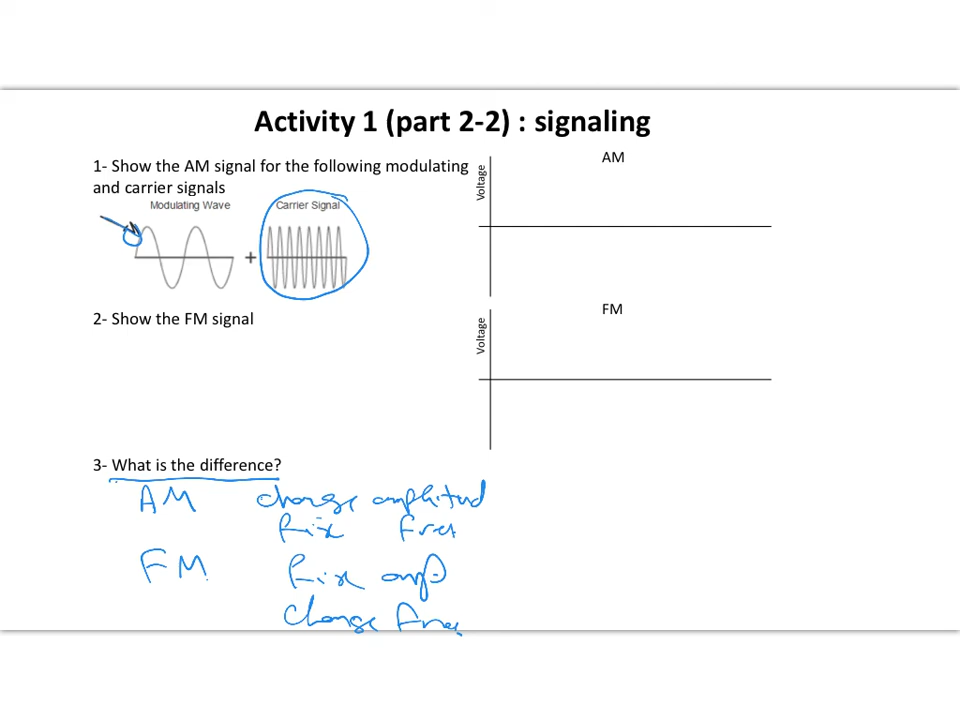 Activity 1 (part 2-2) : signaling
1- Show the AM signal for the following modulating
and carrier signals
Modulating Wave
Carrier Signal
+
2- Show the FM signal
3- What is the difference?
AM change amplitud
fix fre
FM fix amp
change freq
AM
Voltage
FM
Voltage